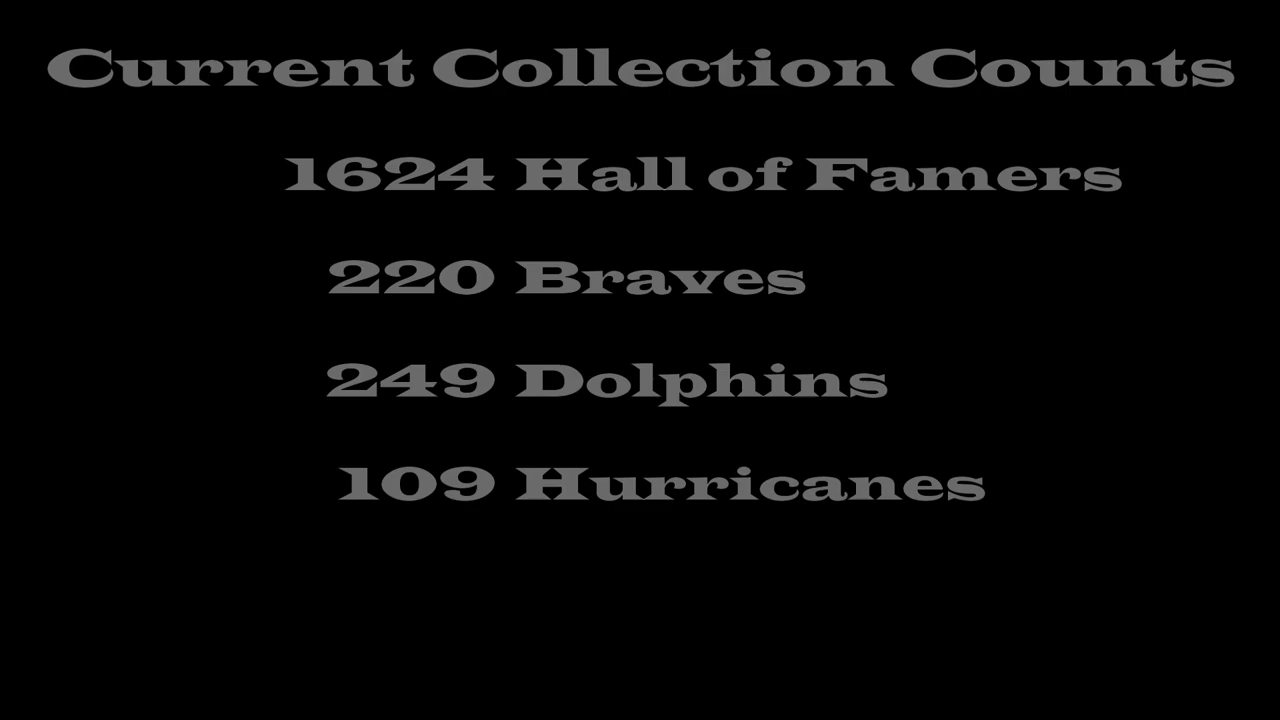 Current Collection Counts
1624 Hall of Famers
220 Braves
249 Dolphins
109 Hurricanes